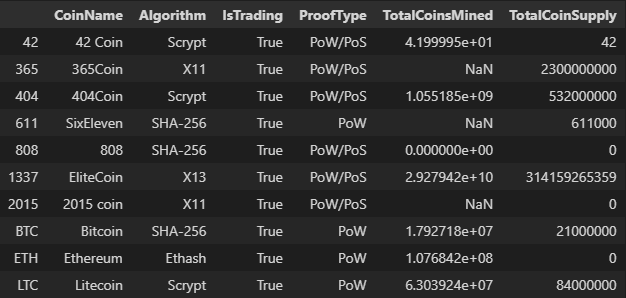 CoinName Algorithm IsTrading ProofType TotalCoinsMined TotalCoinSupply
42 42 Coin Scrypt True PoW/PoS 4.199995e+01 42
365 365Coin X11 True PoW/PoS NaN 2300000000
404 404Coin Scrypt True PoW/PoS 1.055185e+09 532000000
611 SixEleven SHA-256 True PoW NaN 611000
808 808 SHA-256 True PoW/PoS 0.000000e+00 0
1337 EliteCoin X13 True PoW/PoS 2.927942e+10 314159265359
2015 2015 coin X11 True PoW/PoS NaN 0
BTC Bitcoin SHA-256 True PoW 1.792718e+07 21000000
ETH Ethereum Ethash True PoW 1.076842e+08 0
LTC Litecoin Scrypt True PoW 6.303924e+07 84000000